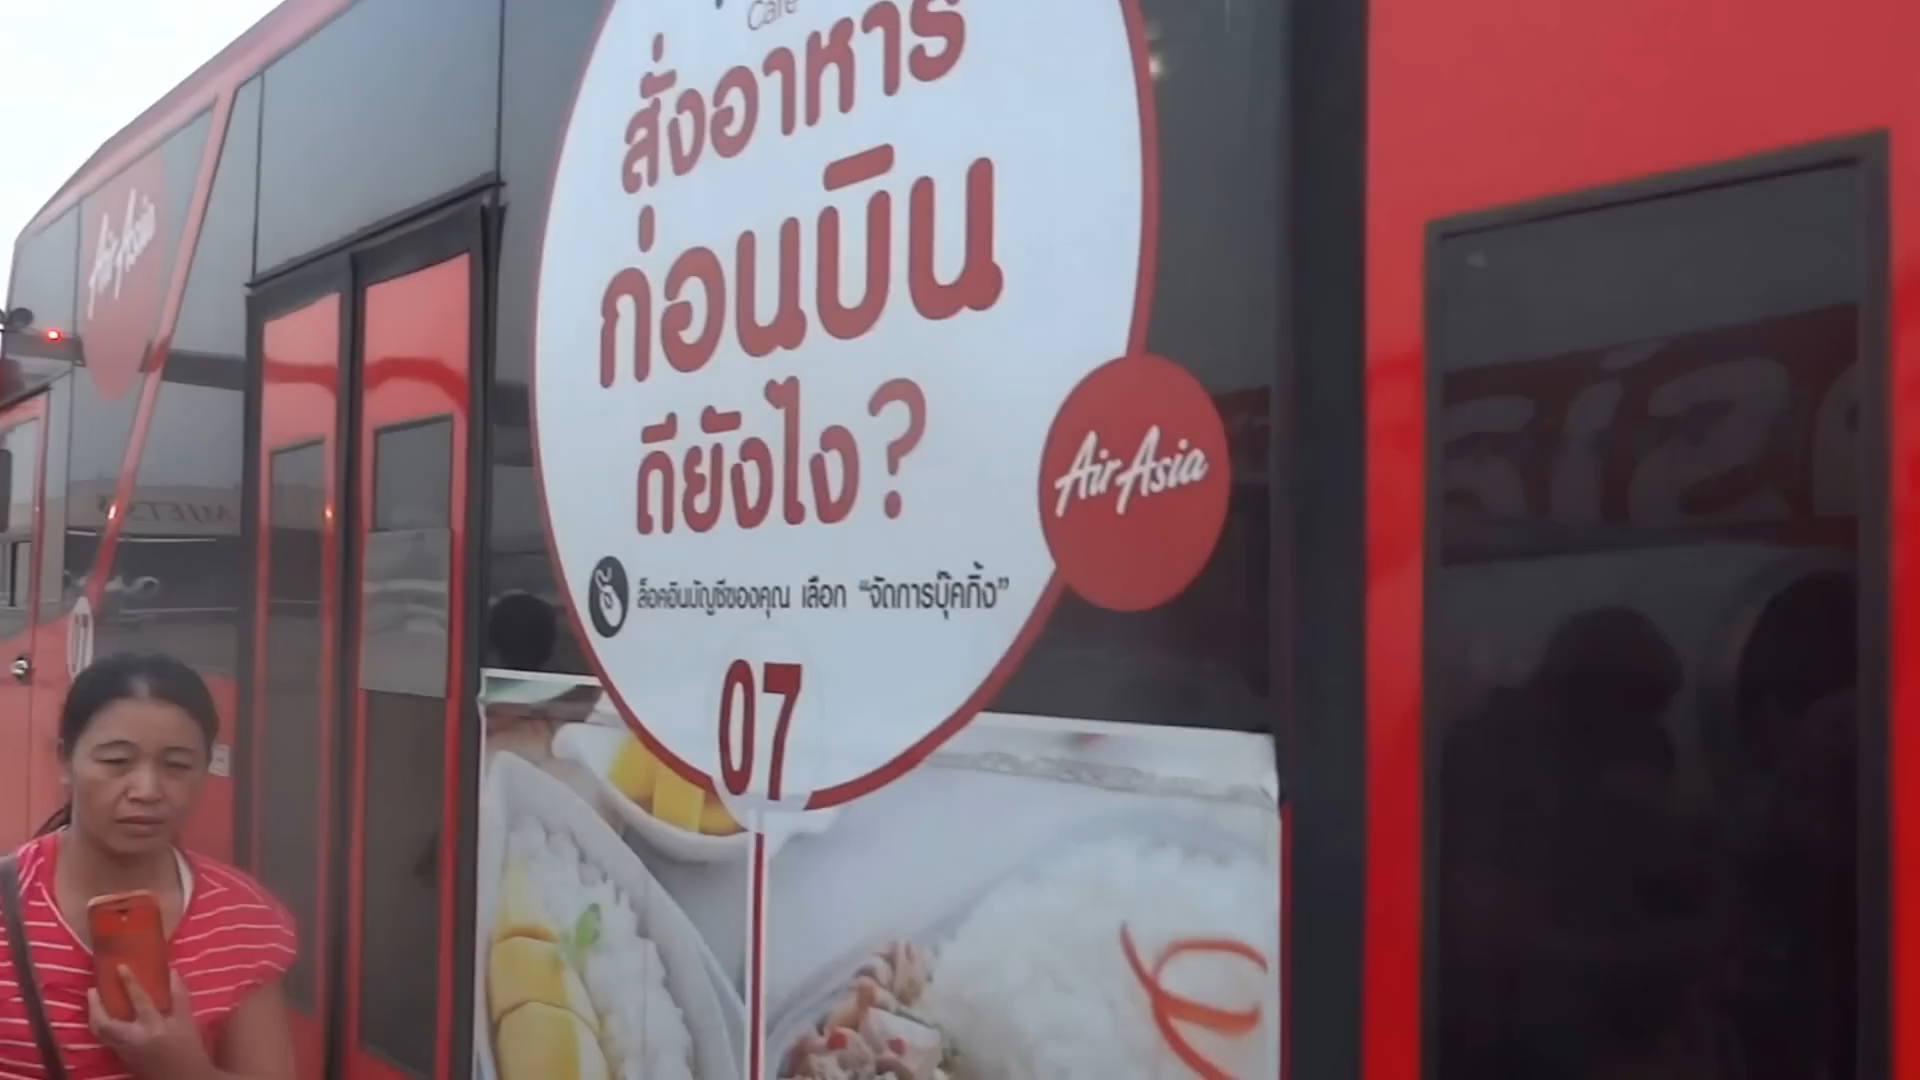 Café
สั่งอาหาร
ก่อนบิน
ดียังไง?
ล็อคอินบัญชีของคุณ เลือก “จัดการบุ๊คกิ้ง”
07
AirAsia
AirAsia
07